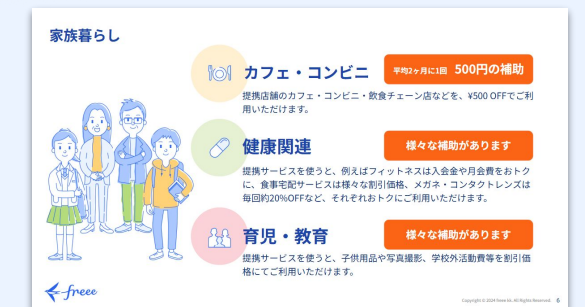 家族暮らし
カフェ・コンビニ
平均2ヶ月に1回 500円の補助
提携店舗のカフェ・コンビニ・飲食チェーン店などを、¥500 OFFでご利
用いただけます。
健康関連
様々な補助があります
提携サービスを使うと、例えばフィットネスは入会金や月会費をおトク
に、食事宅配サービスは様々な割引価格、メガネ・コンタクトレンズは
毎回約20%OFFなど、それぞれおトクにご利用いただけます。
育児・教育
様々な補助があります
提携サービスを使うと、子供用品や写真撮影、学校外活動費等を割引価
格にてご利用いただけます。
freee
Copyright © 2024 freee kk. All Rights Reserved. 6